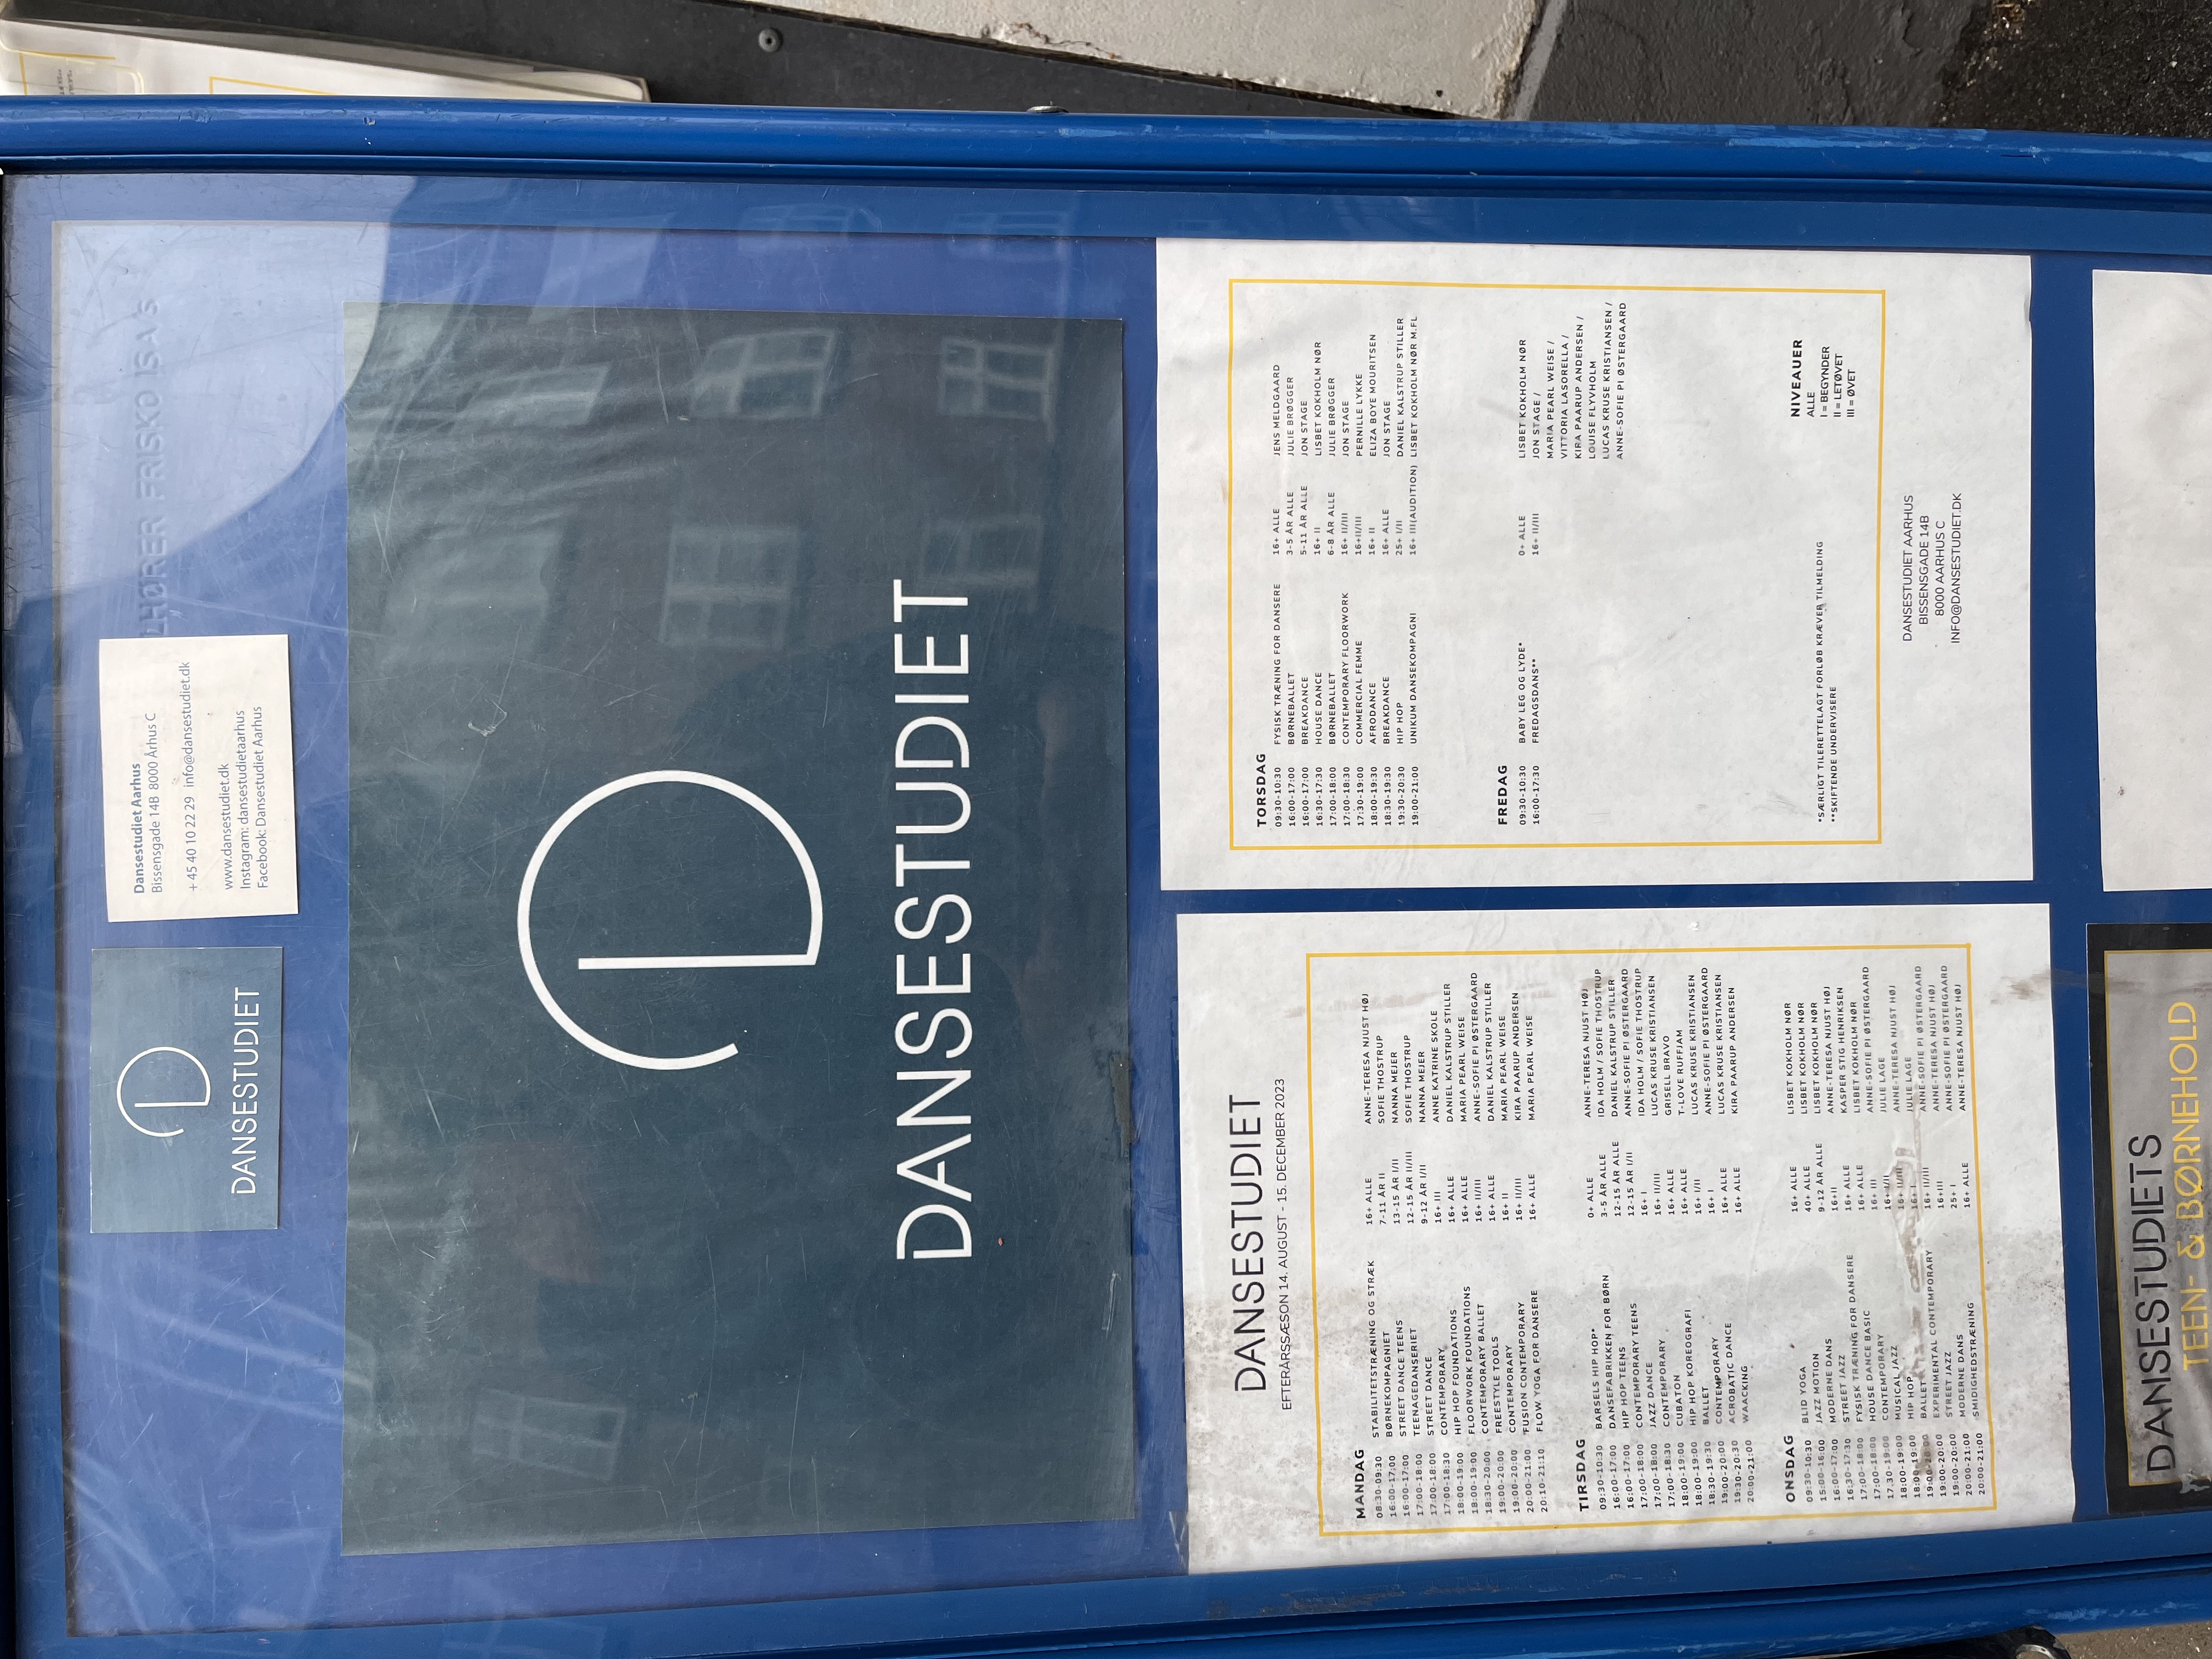 DANSESTUDIET
Dansestudiet Aarhus
Bissensgade 14B 8000 Århus C
+ 45 40 10 22 29 info@dansestudiet.dk
www.dansestudiet.dk
Instagram: dansestudietaarhus
Facebook: Dansestudiet Aarhus
LHØRER FRISKO IS A/S
DANSESTUDIET
DANSESTUDIET
EFTERÅRSSÆSON 14. AUGUST - 15. DECEMBER 2023
MANDAG
08:30-09:30 STABILITETSTRÆNING OG STRÆK 16+ ALLE ANNE-TERESA NJUST HØJ
16:00-17:00 BØRNEKOMPAGNIET 7-11 ÅR II SOFIE THOSTRUP
16:00-17:00 STREET DANCE TEENS 13-15 ÅR I/II NANNA MEJER
17:00-18:00 TEENAGEDANSERIET 12-15 ÅR II/III SOFIE THOSTRUP
17:00-18:00 STREET DANCE 9-12 ÅR I/II NANNA MEJER
17:00-18:30 CONTEMPORARY 16+ III ANNE KATRINE SKOLE
18:00-19:00 HIP HOP FOUNDATIONS 16+ ALLE DANIEL KALSTRUP STILLER
18:00-19:00 FLOORWORK FOUNDATIONS 16+ ALLE MARIA PEARL WEISE
18:30-20:00 CONTEMPORARY BALLET 16+ II/III ANNE-SOFIE PI ØSTERGAARD
19:00-20:00 FREESTYLE TOOLS 16+ ALLE DANIEL KALSTRUP STILLER
19:00-20:00 CONTEMPORARY 16+ II MARIA PEARL WEISE
20:00-21:00 FUSION CONTEMPORARY 16+ II/III KIRA PAARUP ANDERSEN
20:10-21:10 FLOW YOGA FOR DANSERE 16+ ALLE MARIA PEARL WEISE
TIRSDAG
09:30-10:30 BARSELS HIP HOP* 0+ ALLE ANNE-TERESA NJUST HØJ
16:00-17:00 DANSEFABRIKKEN FOR BØRN 3-5 ÅR ALLE IDA HOLM / SOFIE THOSTRUP
16:00-17:00 HIP HOP TEENS 12-15 ÅR ALLE DANIEL KALSTRUP STILLER
17:00-18:00 CONTEMPORARY TEENS 12-15 ÅR I/II ANNE-SOFIE PI ØSTERGAARD
17:00-18:00 JAZZ DANCE 16+ I IDA HOLM / SOFIE THOSTRUP
17:00-18:30 CONTEMPORARY 16+ II/III LUCAS KRUSE KRISTIANSEN
18:00-19:00 CUBATON 16+ ALLE GRISELL BRAVO
18:00-19:00 HIP HOP KOREOGRAFI 16+ ALLE T-LOVE RUFFJAM
18:30-19:30 BALLET 16+ I/II LUCAS KRUSE KRISTIANSEN
19:00-20:00 CONTEMPORARY 16+ I ANNE-SOFIE PI ØSTERGAARD
19:30-20:30 ACROBATIC DANCE 16+ ALLE LUCAS KRUSE KRISTIANSEN
20:00-21:00 WAACKING 16+ ALLE KIRA PAARUP ANDERSEN
ONSDAG
09:30-10:30 BLID YOGA 16+ ALLE LISBET KOKHOLM NØR
15:00-16:00 JAZZ MOTION 40+ ALLE LISBET KOKHOLM NØR
16:00-17:00 MODERNE DANS 9-12 ÅR ALLE LISBET KOKHOLM NØR
16:30-17:30 STREET JAZZ 16+II ANNE-TERESA NJUST HØJ
17:00-18:00 FYSISK TRÆNING FOR DANSERE 16+ ALLE KASPER STIG HENRIKSEN
17:00-18:00 HOUSE DANCE BASIC 16+ ALLE LISBET KOKHOLM NØR
17.30-19:00 CONTEMPORARY 16+ III ANNE-SOFIE PI ØSTERGAARD
18:00-19:00 MUSICAL JAZZ 16+ I/II JULIE LAGE
18:00-19:00 HIP HOP 16+ II/III ANNE-TERESA NJUST HØJ
19:00-20:00 BALLET 16+ I JULIE LAGE
19:00-20:00 EXPERIMENTAL CONTEMPORARY 16+ II/III ANNE-SOFIE PI ØSTERGAARD
19:00-20:00 STREET JAZZ 16+III ANNE-TERESA NJUST HØJ
20:00-21:00 MODERNE DANS 25+ I ANNE-SOFIE PI ØSTERGAARD
20:00-21:00 SMIDIGHEDSTRÆNING 16+ ALLE ANNE-TERESA NJUST HØJ
TORSDAG
09:30-10:30 FYSISK TRÆNING FOR DANSERE 16+ ALLE JENS MELDGAARD
16:00-17:00 BØRNEBALLET 3-5 ÅR ALLE JULIE BRØGGER
16:00-17:00 BREAKDANCE 5-11 ÅR ALLE JON STAGE
16:30-17:30 HOUSE DANCE 16+ II LISBET KOKHOLM NØR
17:00-18:00 BØRNEBALLET 6-8 ÅR ALLE JULIE BRØGGER
17:00-18:30 CONTEMPORARY FLOORWORK 16+ II/III JON STAGE
17:30-19:00 COMMERCIAL FEMME 16+II/III PERNILLE LYKKE
18:00-19:30 AFRODANCE 16+ II ELIZA BOYE MOURITSEN
18:30-19:30 BREAKDANCE 16+ ALLE JON STAGE
19:30-20:30 HIP HOP 25+ I/II DANIEL KALSTRUP STILLER
19:00-21:00 UNIKUM DANSEKOMPAGNI 16+ III(AUDITION) LISBET KOKHOLM NØR M.FL
FREDAG
09:30-10:30 BABY LEG OG LYDE* 0+ ALLE LISBET KOKHOLM NØR
16:00-17:30 FREDAGSDANS** 16+ II/III JON STAGE /
MARIA PEARL WEISE /
VITTORIA LASORELLA /
KIRA PAARUP ANDERSEN /
LOUISE FLYVHOLM
LUCAS KRUSE KRISTIANSEN /
ANNE-SOFIE PI ØSTERGAARD
*SÆRLIGT TILERETTELAGT FORLØB KRÆVER TILMELDING
**SKIFTENDE UNDERVISERE
NIVEAUER
ALLE
I = BEGYNDER
II = LETØVET
III = ØVET
DANSESTUDIET AARHUS
BISSENSGADE 14B
8000 AARHUS C
INFO@DANSESTUDIET.DK
DANSESTUDIETS
TEEN- & BØRNEHOLD